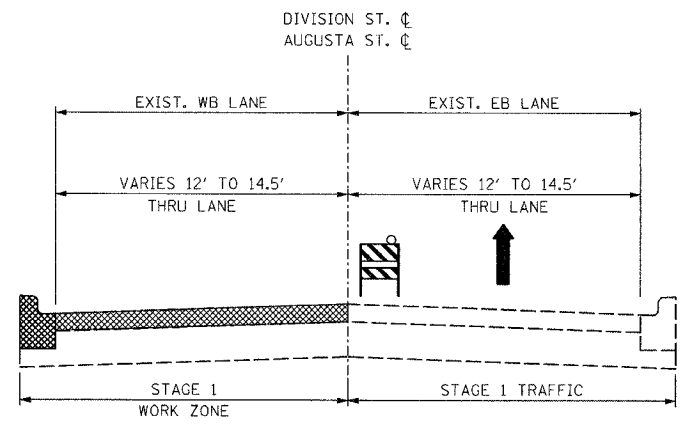 DIVISION ST. ℄
AUGUSTA ST. ℄
EXIST. WB LANE
EXIST. EB LANE
VARIES 12' TO 14.5'
THRU LANE
VARIES 12' TO 14.5'
THRU LANE
STAGE 1
WORK ZONE
STAGE 1 TRAFFIC